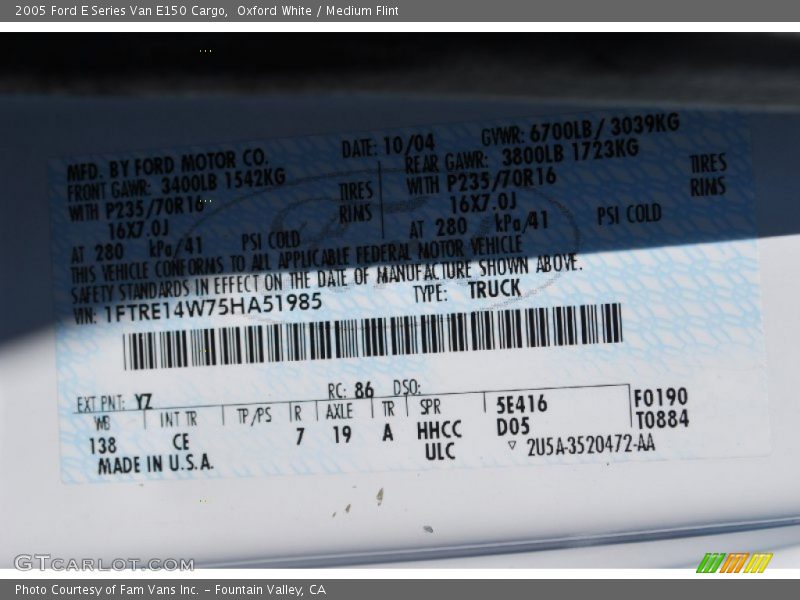 2005 Ford E Series Van E150 Cargo,  Oxford White / Medium Flint
MFD. BY FORD MOTOR CO. DATE: 10/04 GVWR: 6700LB / 3039KG
FRONT GAWR: 3400LB 1542KG REAR GAWR: 3800LB 1723KG
WITH P235/70R16 TIRES WITH P235/70R16 TIRES
16X7.0J RIMS 16X7.0J RIMS
AT 280 kPa/41 PSI COLD AT 280 kPa/41 PSI COLD
THIS VEHICLE CONFORMS TO ALL APPLICABLE FEDERAL MOTOR VEHICLE
SAFETY STANDARDS IN EFFECT ON THE DATE OF MANUFACTURE SHOWN ABOVE.
VIN: 1FTRE14W75HA51985 TYPE: TRUCK
EXT PNT: YZ RC: 86 DSO:
WB INT TR TP/PS R AXLE TR SPR 5E416 F0190
138 CE 7 19 A HHCC D05 T0884
ULC ▽ 2U5A-3520472-AA
MADE IN U.S.A.
GTCARLOT.COM
Photo Courtesy of Fam Vans Inc. - Fountain Valley, CA